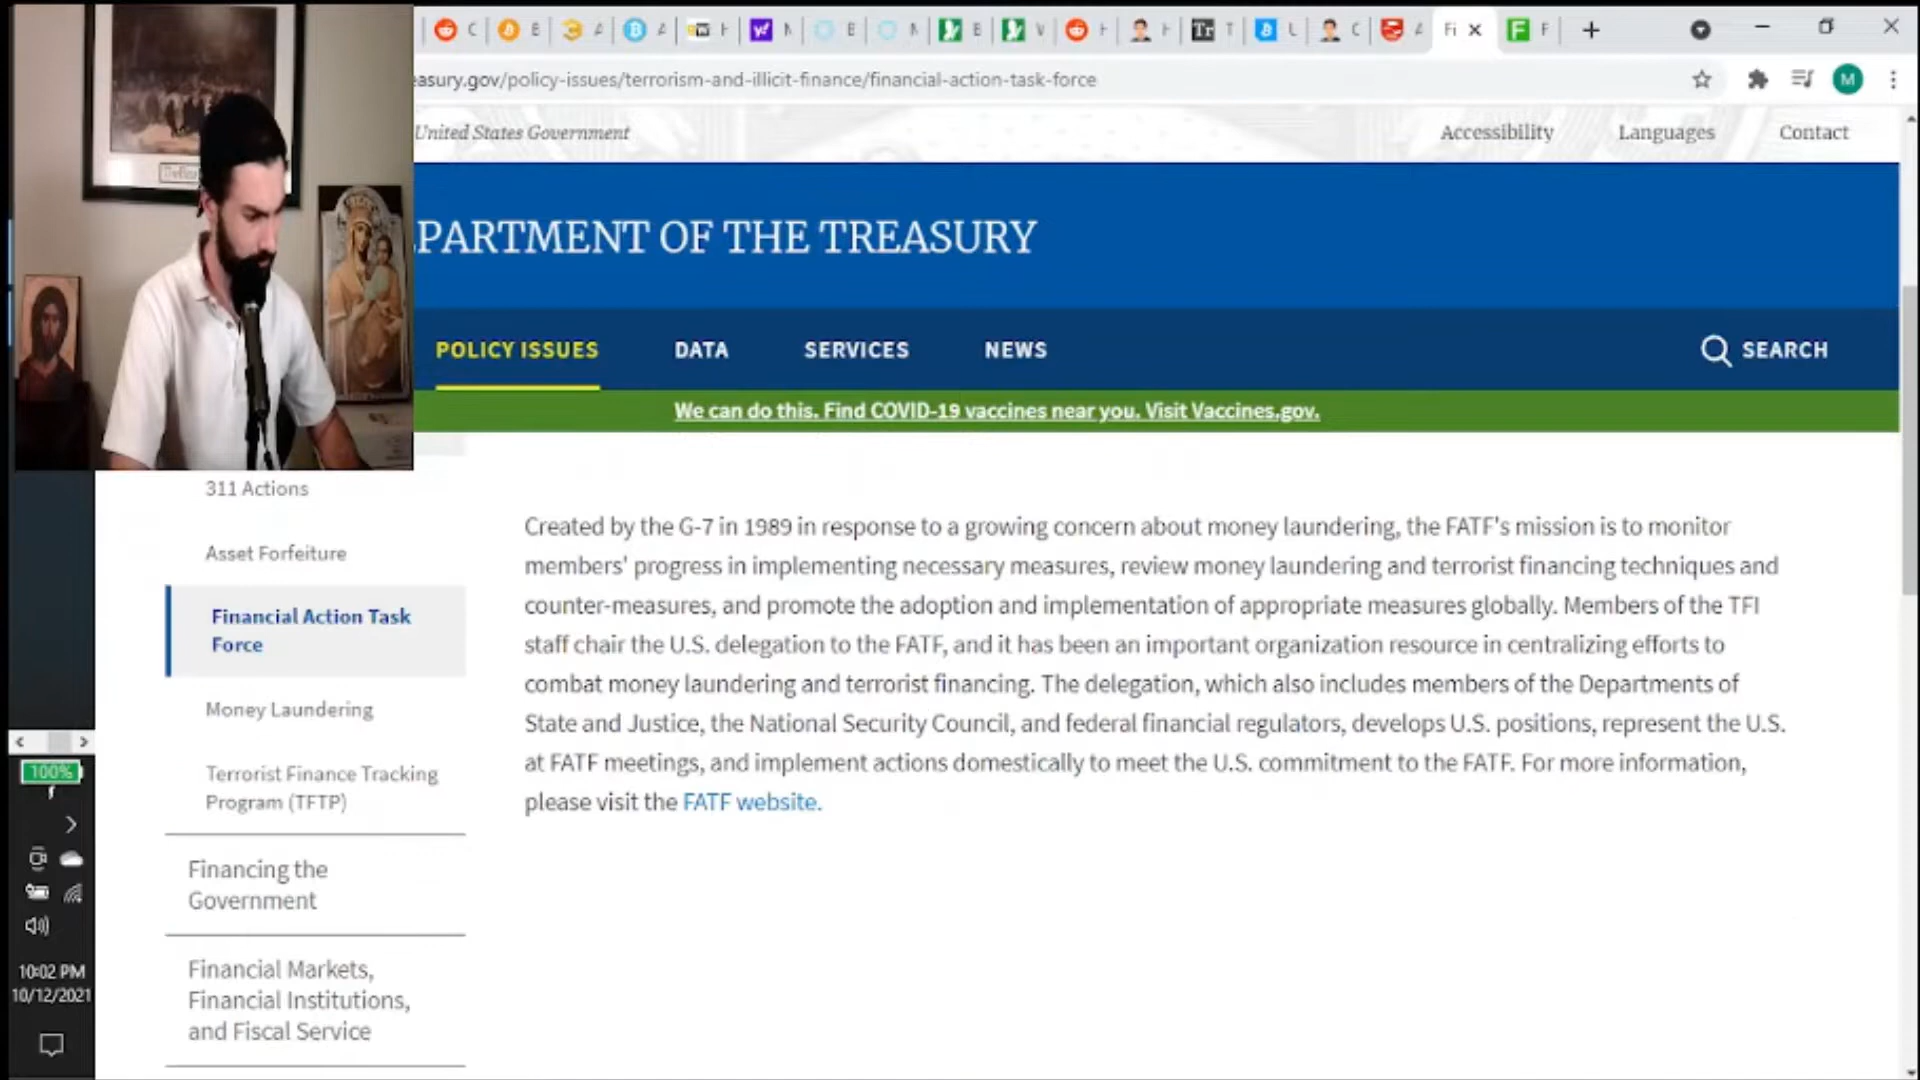 easury.gov/policy-issues/terrorism-and-illicit-finance/financial-action-task-force
M
United States Government
Accessibility
Languages
Contact
PARTMENT OF THE TREASURY
POLICY ISSUES
DATA
SERVICES
NEWS
SEARCH
We can do this. Find COVID-19 vaccines near you. Visit Vaccines.gov.
311 Actions
Asset Forfeiture
Financial Action Task
Force
Money Laundering
Terrorist Finance Tracking
Program (TFTP)
Financing the
Government
Financial Markets,
Financial Institutions,
and Fiscal Service
Created by the G-7 in 1989 in response to a growing concern about money laundering, the FATF's mission is to monitor
members' progress in implementing necessary measures, review money laundering and terrorist financing techniques and
counter-measures, and promote the adoption and implementation of appropriate measures globally. Members of the TFI
staff chair the U.S. delegation to the FATF, and it has been an important organization resource in centralizing efforts to
combat money laundering and terrorist financing. The delegation, which also includes members of the Departments of
State and Justice, the National Security Council, and federal financial regulators, develops U.S. positions, represent the U.S.
at FATF meetings, and implement actions domestically to meet the U.S. commitment to the FATF. For more information,
please visit the FATF website.
100%
10:02 PM
10/12/2021